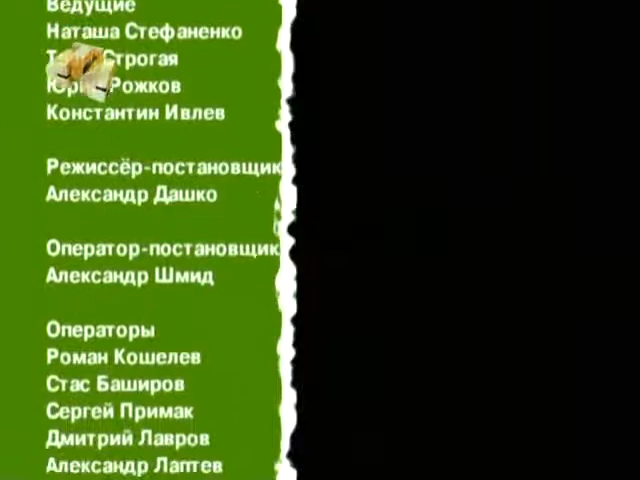 Ведущие
Наташа Стефаненко
Строгая
Рожков
Константин Ивлев
Режиссёр-постановщик
Александр Дашко
Оператор-постановщик
Александр Шмид
Операторы
Роман Кошелев
Стас Баширов
Сергей Примак
Дмитрий Лавров
Александр Лаптев